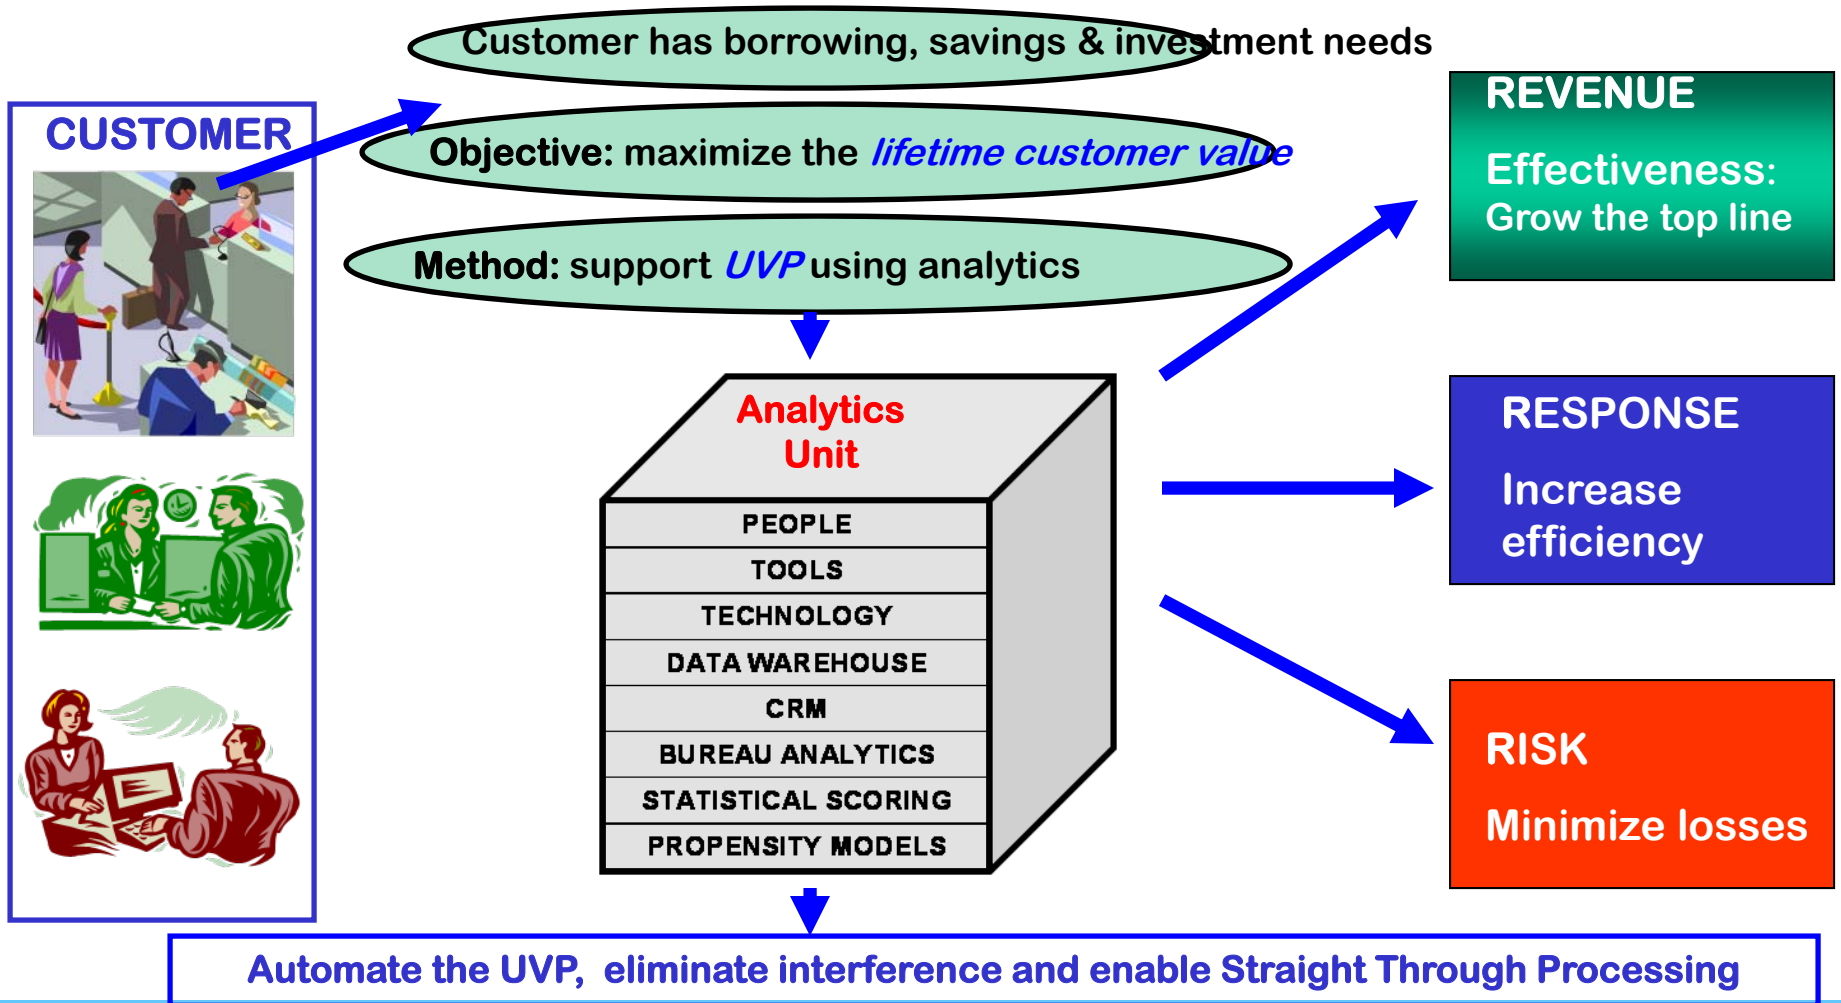 Customer has borrowing, savings & investment needs
CUSTOMER
Objective: maximize the lifetime customer value
Method: support UVP using analytics
Analytics
Unit
PEOPLE
TOOLS
TECHNOLOGY
DATA WAREHOUSE
CRM
BUREAU ANALYTICS
STATISTICAL SCORING
PROPENSITY MODELS
REVENUE
Effectiveness:
Grow the top line
RESPONSE
Increase
efficiency
RISK
Minimize losses
Automate the UVP, eliminate interference and enable Straight Through Processing